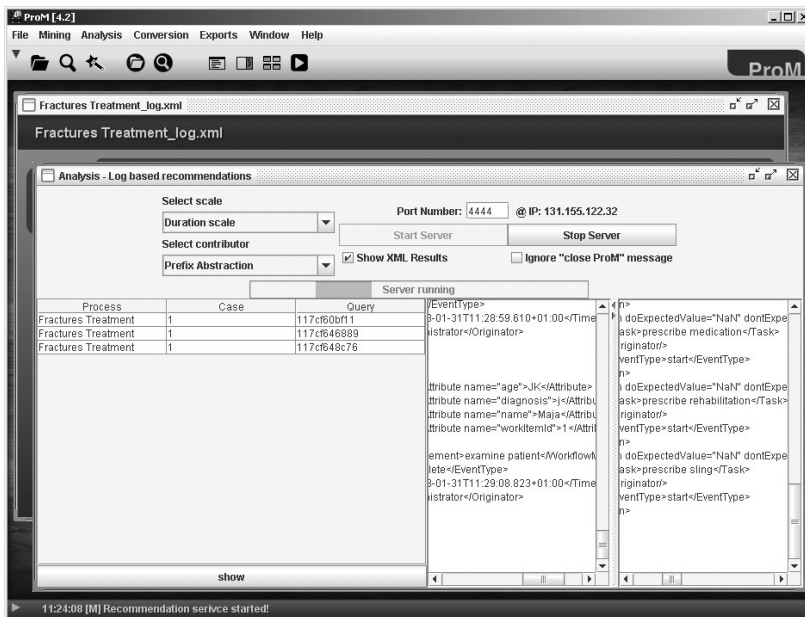 ProM [4.2]
File Mining Analysis Conversion Exports Window Help
ProM
Fractures Treatment_log.xml
Fractures Treatment_log.xml
Analysis - Log based recommendations
Select scale
Duration scale
Select contributor
Prefix Abstraction
Port Number: 4444 @ IP: 131.155.122.32
Start Server Stop Server
Show XML Results Ignore "close ProM" message
Server running
Process Case Query
Fractures Treatment 1 117cf60bf11
Fractures Treatment 1 117cf646889
Fractures Treatment 1 117cf648c76
show
/EventType>
8-01-31T11:28:59.610+01:00</Time
istrator</Originator>
ttribute name="age">JK</Attribute>
ttribute name="diagnosis">j</Attribu
ttribute name="name">Maja</Attribu
ttribute name="workItemId">1</Attril
ement>examine patient</WorkflowM
lete</EventType>
8-01-31T11:29:08.823+01:00</Time
istrator</Originator>
n>
n doExpectedValue="NaN" dontExpe
ask>prescribe medication</Task>
riginator/>
ventType>start</EventType>
n>
n doExpectedValue="NaN" dontExpe
ask>prescribe rehabilitation</Task>
riginator/>
ventType>start</EventType>
n>
n doExpectedValue="NaN" dontExpe
ask>prescribe sling</Task>
riginator/>
ventType>start</EventType>
n>
11:24:08 [M] Recommendation serivce started!